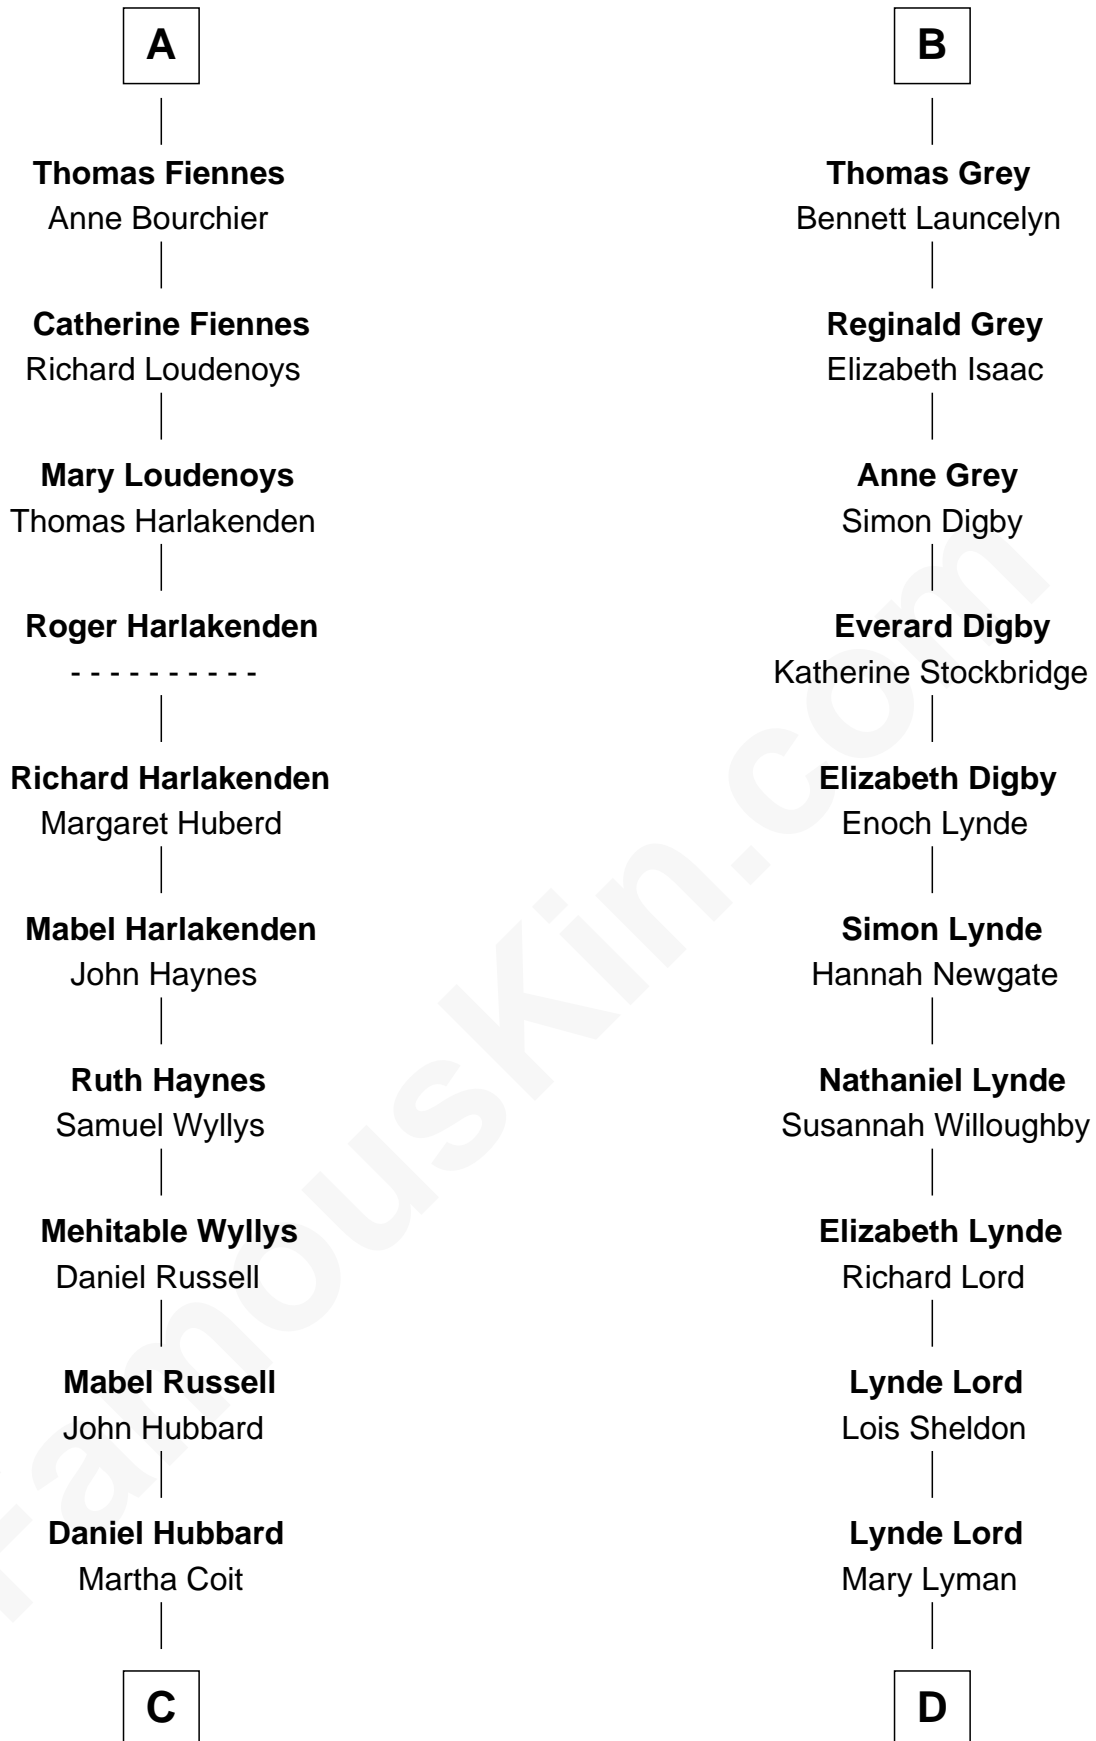 A
Thomas Fiennes
Anne Bourchier
Catherine Fiennes
Richard Loudenoys
Mary Loudenoys
Thomas Harlakenden
Roger Harlakenden
- - - - - - - - - -
Richard Harlakenden
Margaret Huberd
Mabel Harlakenden
John Haynes
Ruth Haynes
Samuel Wyllys
Mehitable Wyllys
Daniel Russell
Mabel Russell
John Hubbard
Daniel Hubbard
Martha Coit
C
B
Thomas Grey
Bennett Launcelyn
Reginald Grey
Elizabeth Isaac
Anne Grey
Simon Digby
Everard Digby
Katherine Stockbridge
Elizabeth Digby
Enoch Lynde
Simon Lynde
Hannah Newgate
Nathaniel Lynde
Susannah Willoughby
Elizabeth Lynde
Richard Lord
Lynde Lord
Lois Sheldon
Lynde Lord
Mary Lyman
D
FamousKin.com